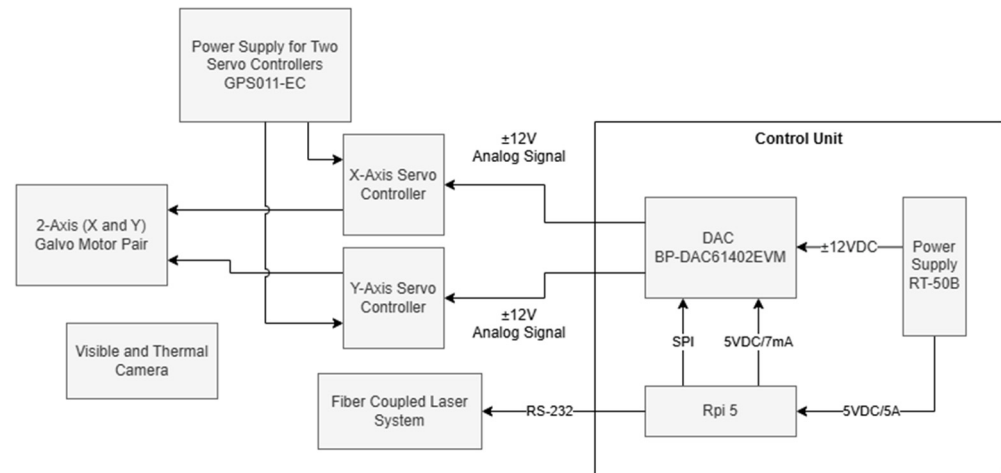 Power Supply for Two
Servo Controllers
GPS011-EC
±12V
Analog Signal
Control Unit
X-Axis Servo
Controller
2-Axis (X and Y)
Galvo Motor Pair
DAC
BP-DAC61402EVM
±12VDC
Power
Supply
RT-50B
Y-Axis Servo
Controller
±12V
Analog Signal
Visible and Thermal
Camera
SPI
5VDC/7mA
Fiber Coupled Laser
System
RS-232
Rpi 5
5VDC/5A